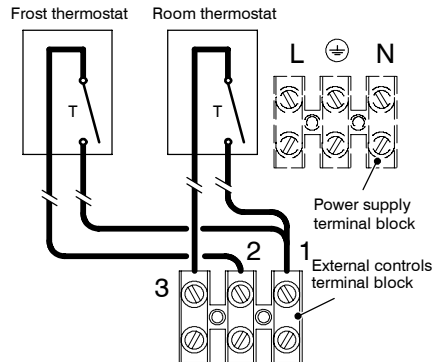 Frost thermostat
Room thermostat
L
N
T
T
Power supply
terminal block
3
2
1
External controls
terminal block